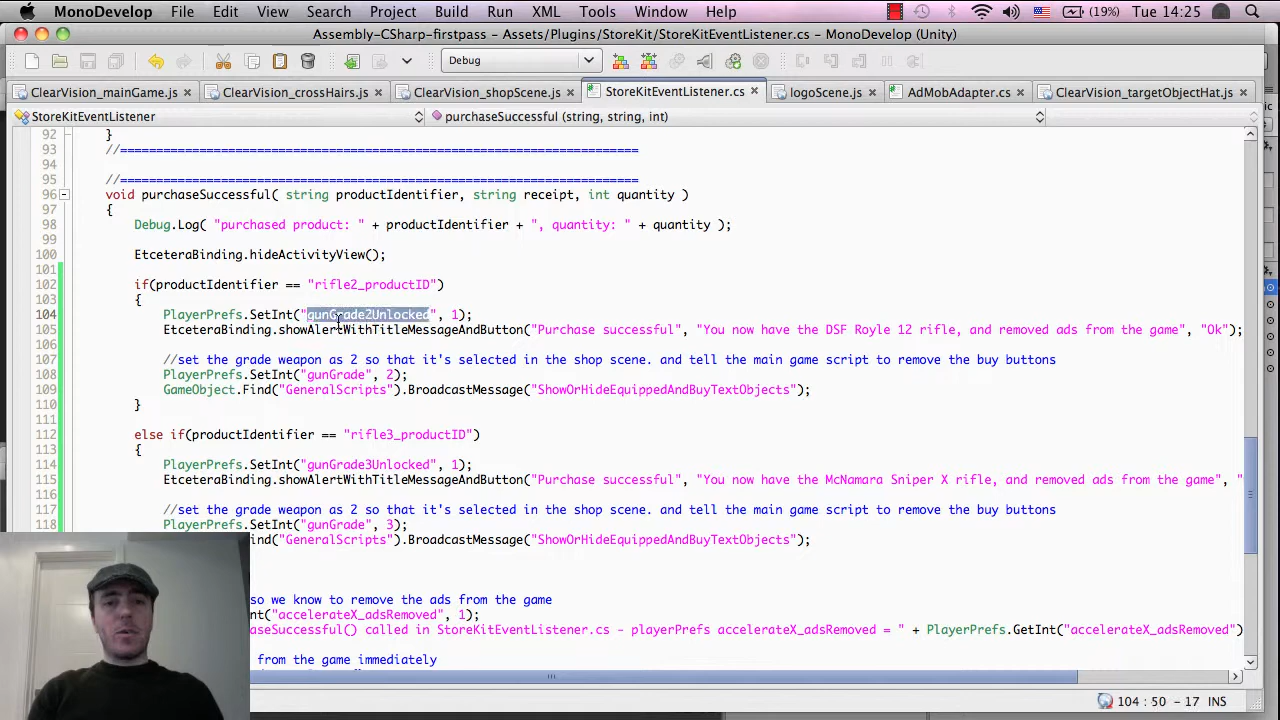 MonoDevelop File Edit View Search Project Run XML Tools Window Help (19%) Tue 14:25
Assembly-CSharp-firstpass - Assets/Plugins/StoreKit/StoreKitEventListener.cs - MonoDevelop (Unity)
Debug
ClearVision_mainGame.js ClearVision_crossHairs.js ClearVision_shopScene.js StoreKitEventListener.cs logoScene.js AdMobAdapter.cs ClearVision_targetObjectHat.js
StoreKitEventListener purchaseSuccessful (string, string, int)
92 }
93 //========================================================================
94
95 //========================================================================
96 void purchaseSuccessful( string productIdentifier, string receipt, int quantity )
97 {
98 Debug.Log( "purchased product: " + productIdentifier + ", quantity: " + quantity );
99
100 EtceteraBinding.hideActivityView();
101
102 if(productIdentifier == "rifle2_productID")
103 {
104 PlayerPrefs.SetInt("gunGrade2Unlocked", 1);
105 EtceteraBinding.showAlertWithTitleMessageAndButton("Purchase successful", "You now have the DSF Royle 12 rifle, and removed ads from the game", "Ok");
106
107 //set the grade weapon as 2 so that it's selected in the shop scene. and tell the main game script to remove the buy buttons
108 PlayerPrefs.SetInt("gunGrade", 2);
109 GameObject.Find("GeneralScripts").BroadcastMessage("ShowOrHideEquippedAndBuyTextObjects");
110 }
111
112 else if(productIdentifier == "rifle3_productID")
113 {
114 PlayerPrefs.SetInt("gunGrade3Unlocked", 1);
115 EtceteraBinding.showAlertWithTitleMessageAndButton("Purchase successful", "You now have the McNamara Sniper X rifle, and removed ads from the game", "
116
117 //set the grade weapon as 2 so that it's selected in the shop scene. and tell the main game script to remove the buy buttons
118 PlayerPrefs.SetInt("gunGrade", 3);
ind("GeneralScripts").BroadcastMessage("ShowOrHideEquippedAndBuyTextObjects");
so we know to remove the ads from the game
nt("accelerateX_adsRemoved", 1);
haseSuccessful() called in StoreKitEventListener.cs - playerPrefs accelerateX_adsRemoved = " + PlayerPrefs.GetInt("accelerateX_adsRemoved")
from the game immediately
104 : 50 - 17 INS